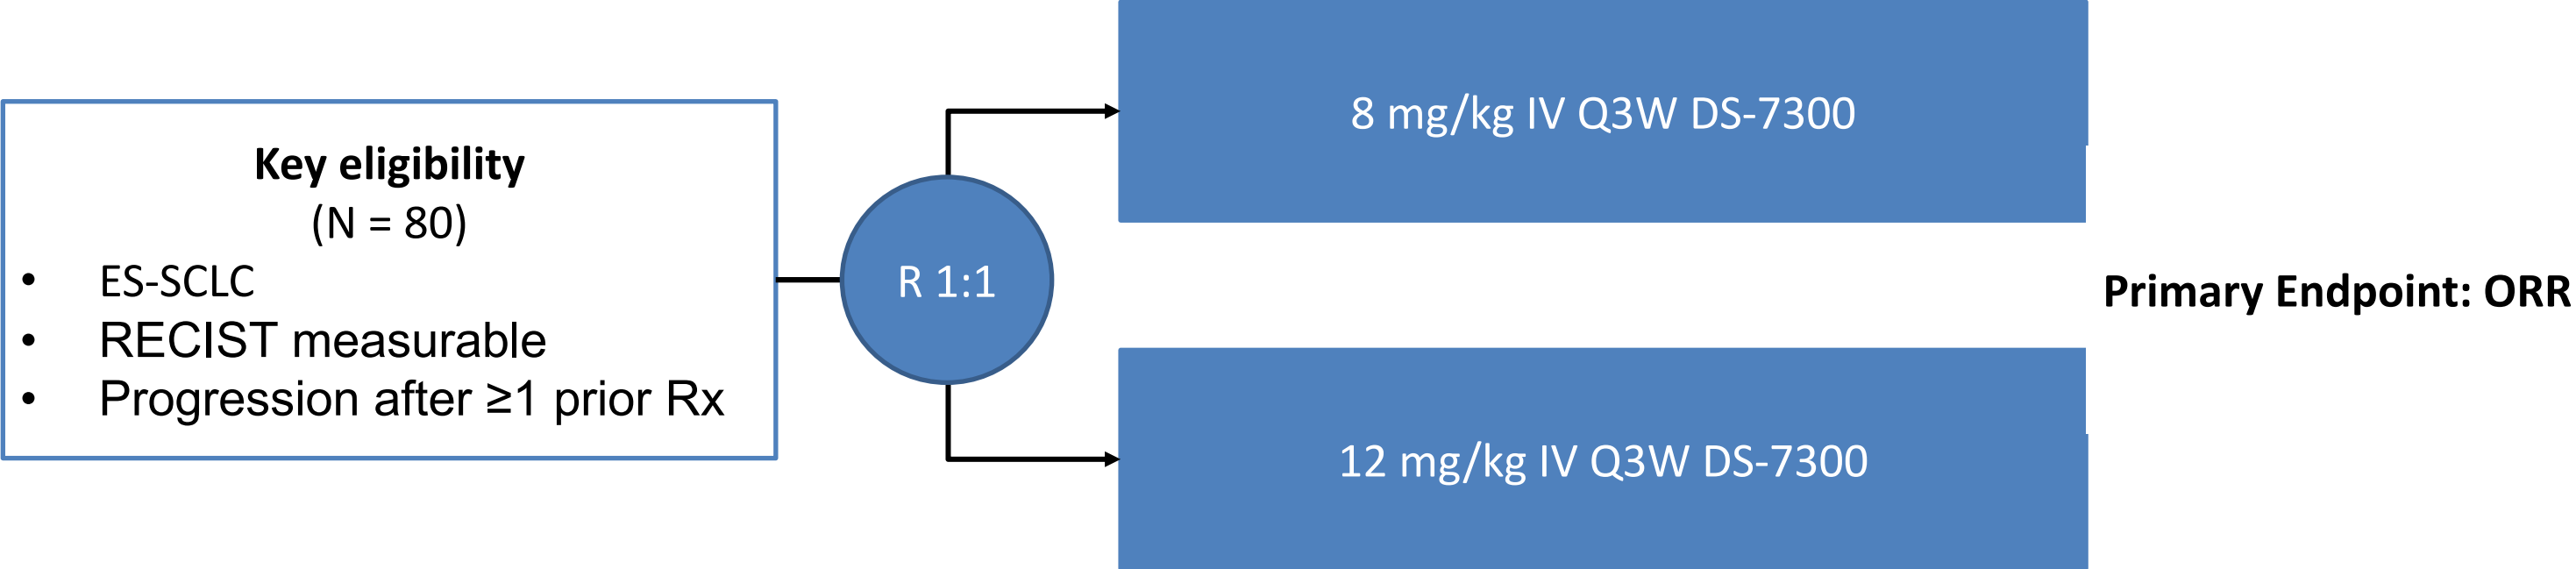 Key eligibility
(N = 80)
• ES-SCLC
• RECIST measurable
• Progression after ≥1 prior Rx
R 1:1
8 mg/kg IV Q3W DS-7300
12 mg/kg IV Q3W DS-7300
Primary Endpoint: ORR